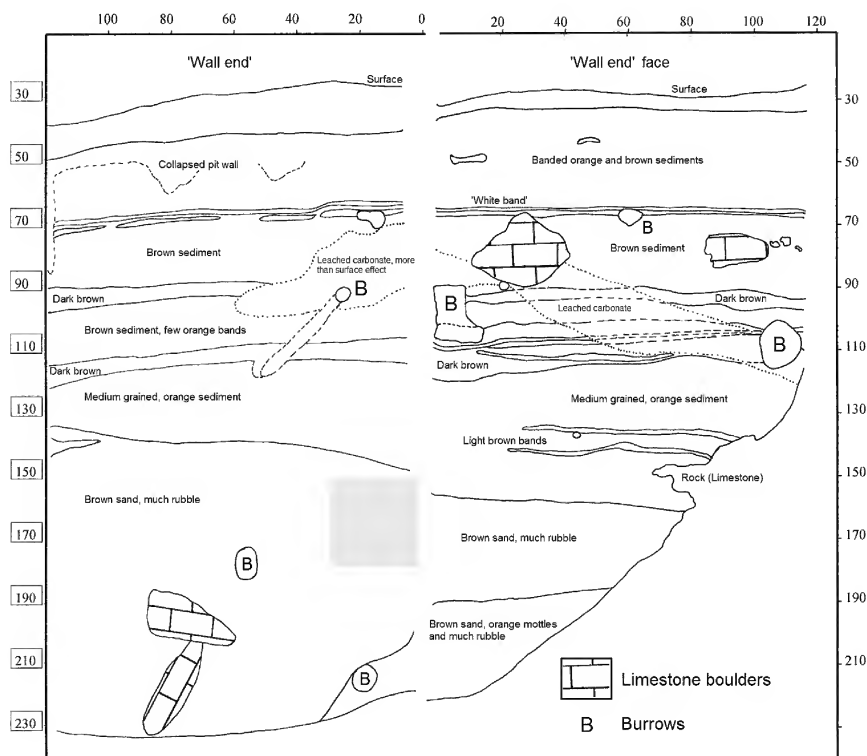 100 80 60 40 20 0 20 40 60 80 100 120
'Wall end'
'Wall end' face
Surface
Surface
30
30
50
50
Collapsed pit wall
Banded orange and brown sediments
'White band'
70
70
B
Brown sediment
Brown sediment
Leached carbonate, more
than surface effect
90
90
B
B
Dark brown
Dark brown
Leached carbonate
Brown sediment, few orange bands
110
110
B
Dark brown
Dark brown
Medium grained, orange sediment
Medium grained, orange sediment
130
130
Light brown bands
150
150
Rock (Limestone)
Brown sand, much rubble
170
170
Brown sand, much rubble
B
190
190
Brown sand, orange mottles
and much rubble
210
210
B
Limestone boulders
230
B Burrows